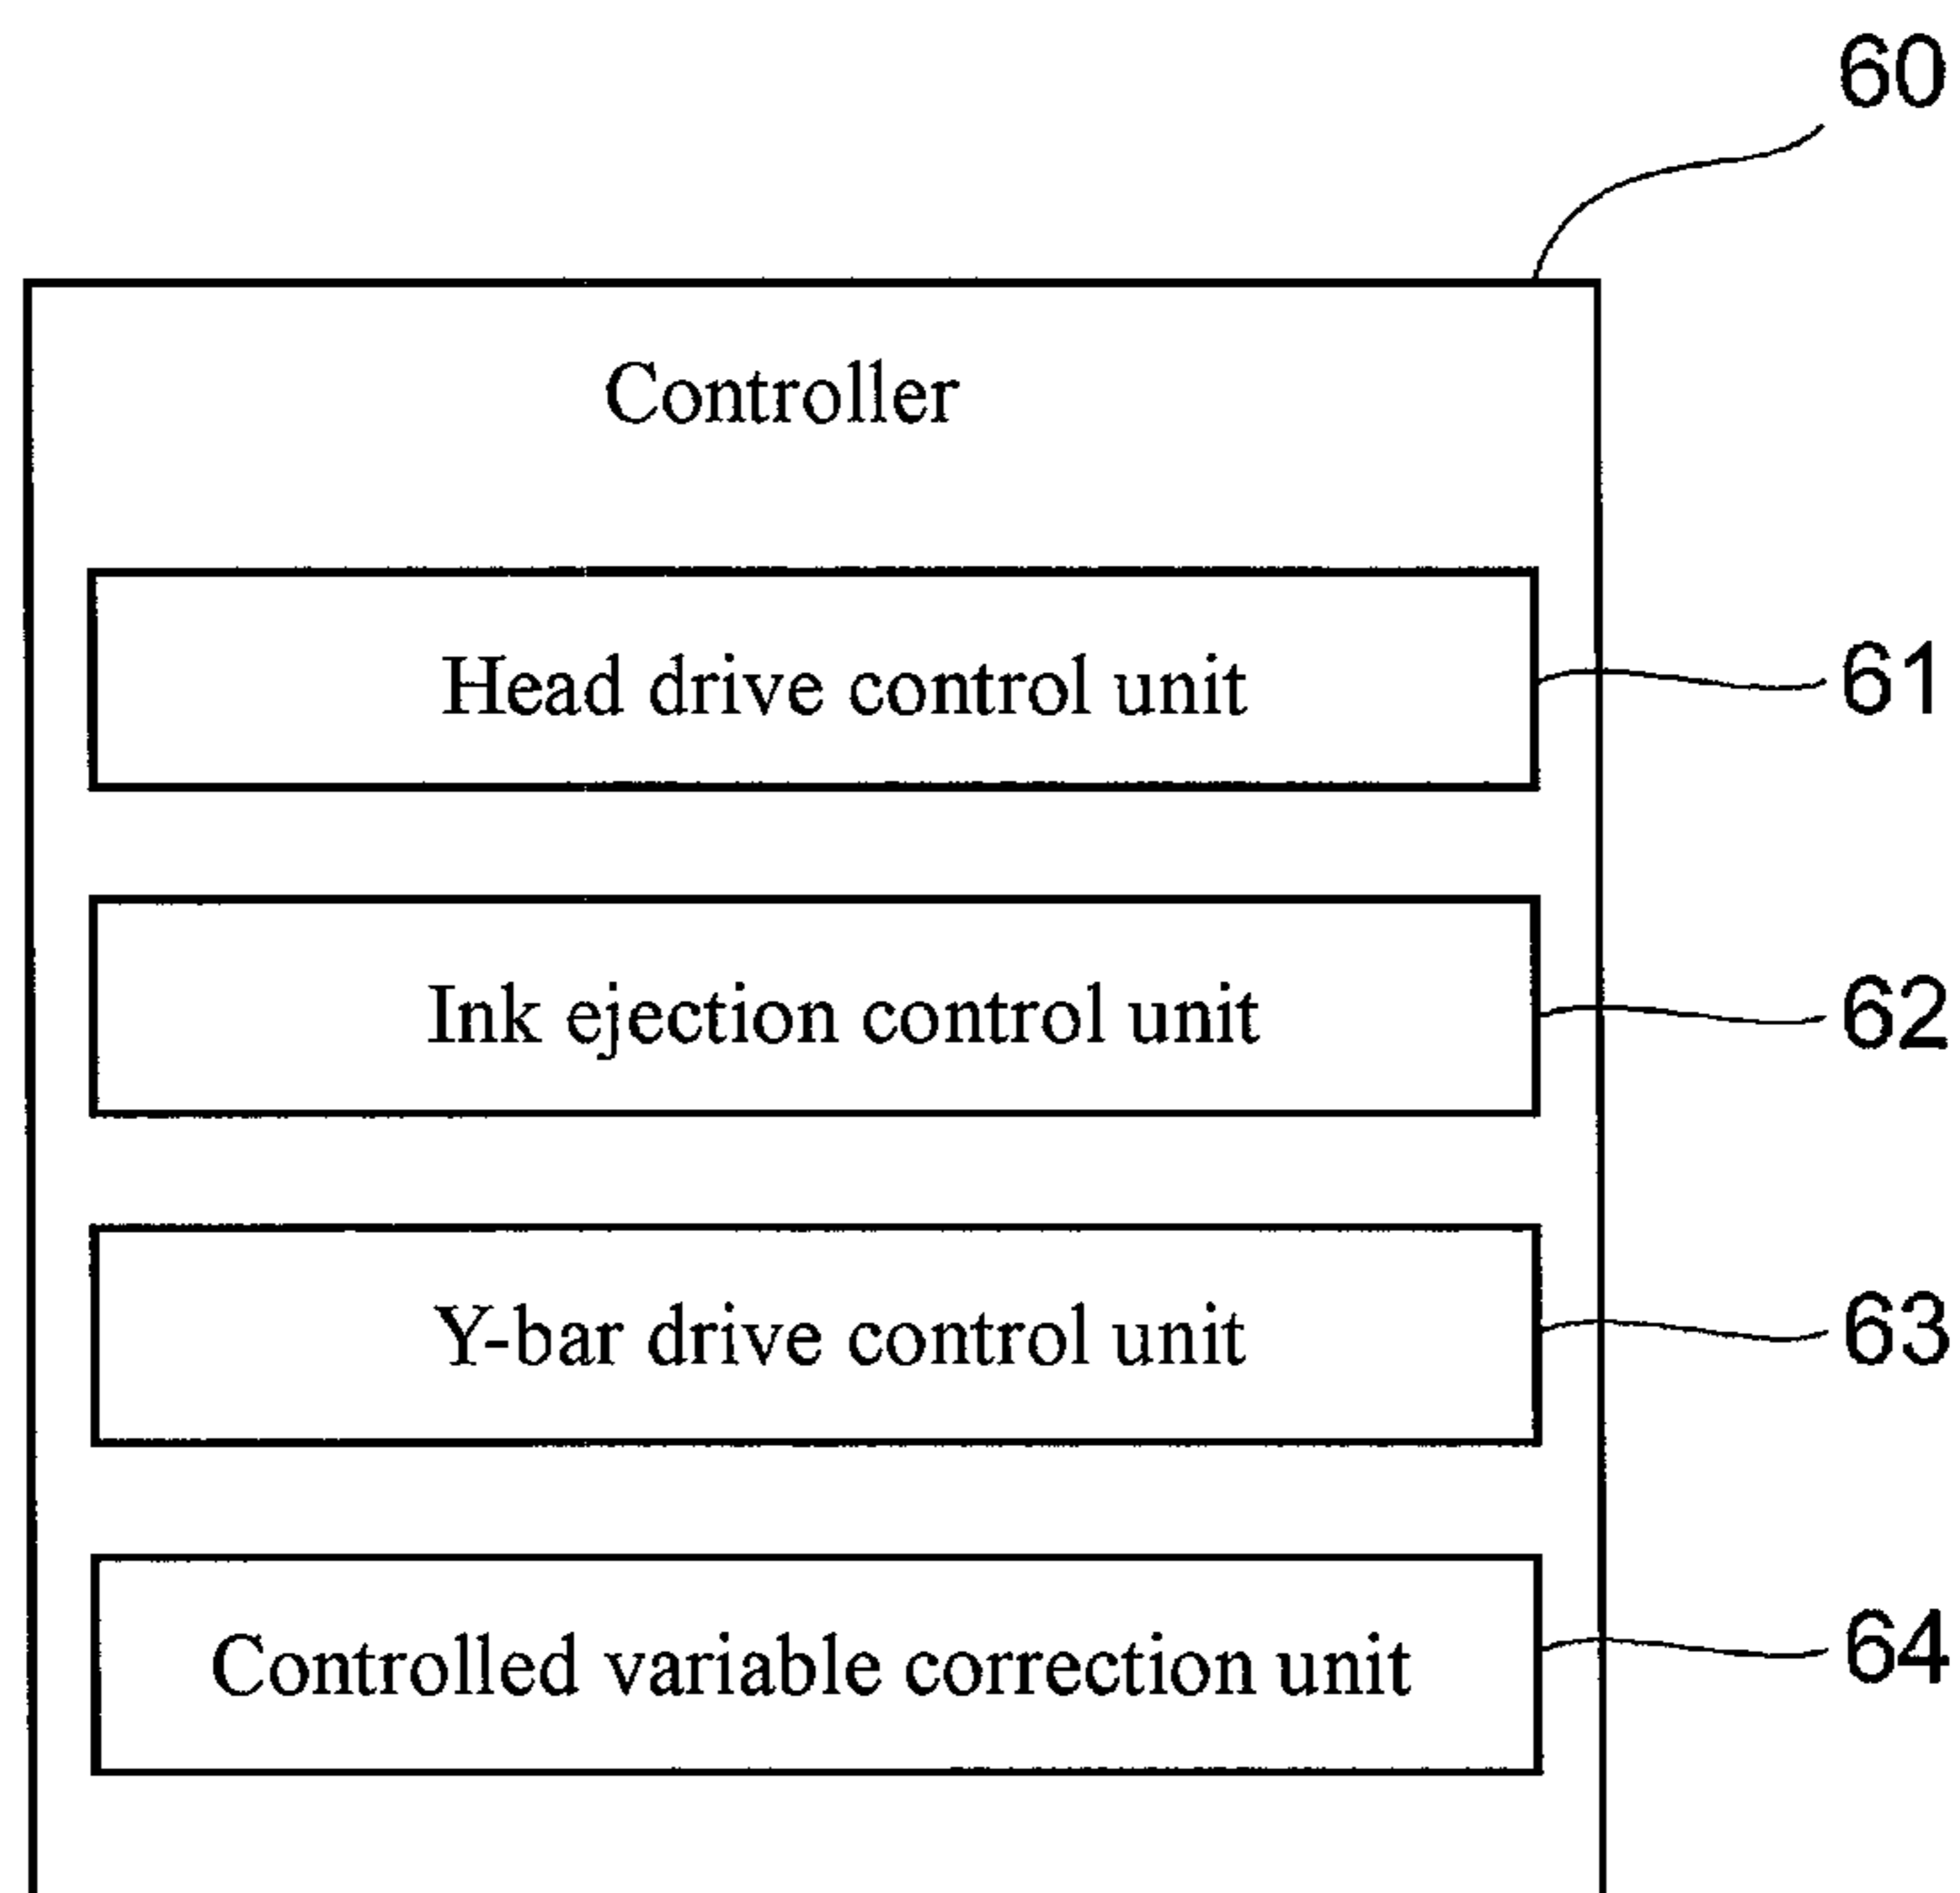 60
Controller
Head drive control unit
61
Ink ejection control unit
62
Y-bar drive control unit
63
Controlled variable correction unit
64